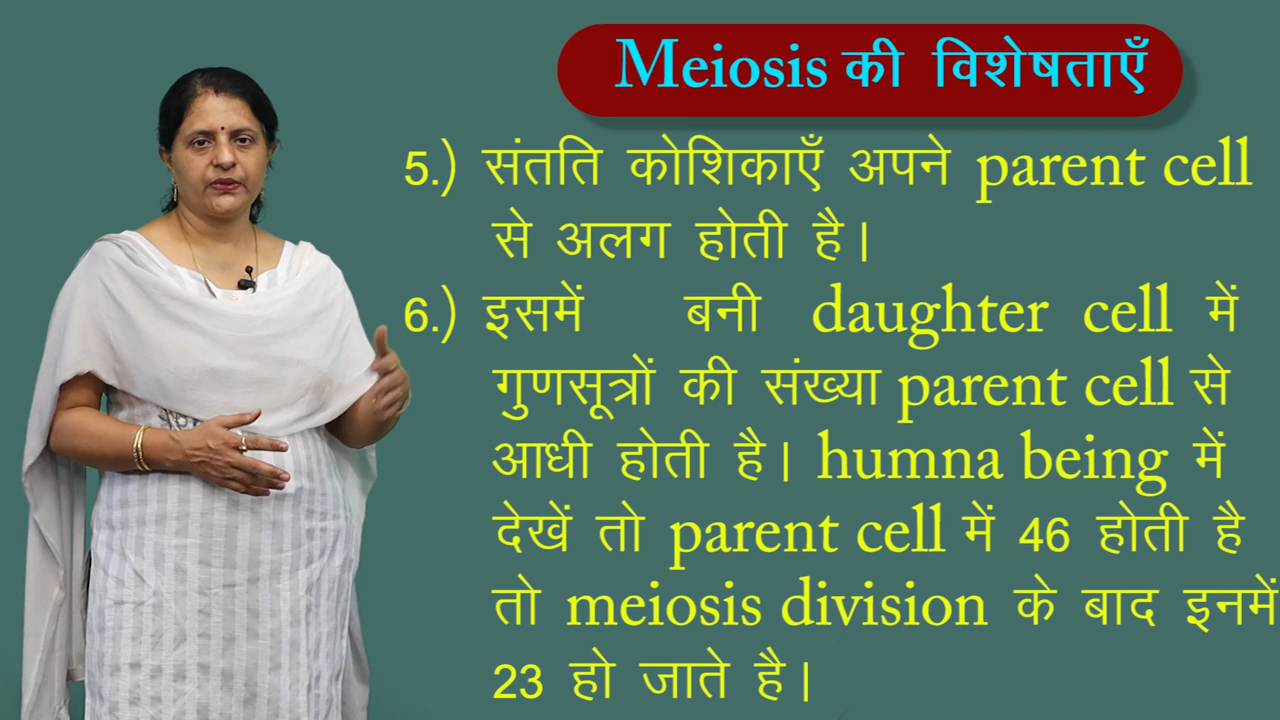 Meiosis की विशेषताएँ
5.) संतति कोशिकाएँ अपने parent cell
से अलग होती है।
6.) इसमें बनी daughter cell में
गुणसूत्रों की संख्या parent cell से
आधी होती है। humna being में
देखें तो parent cell में 46 होती है
तो meiosis division के बाद इनमें
23 हो जाते है।